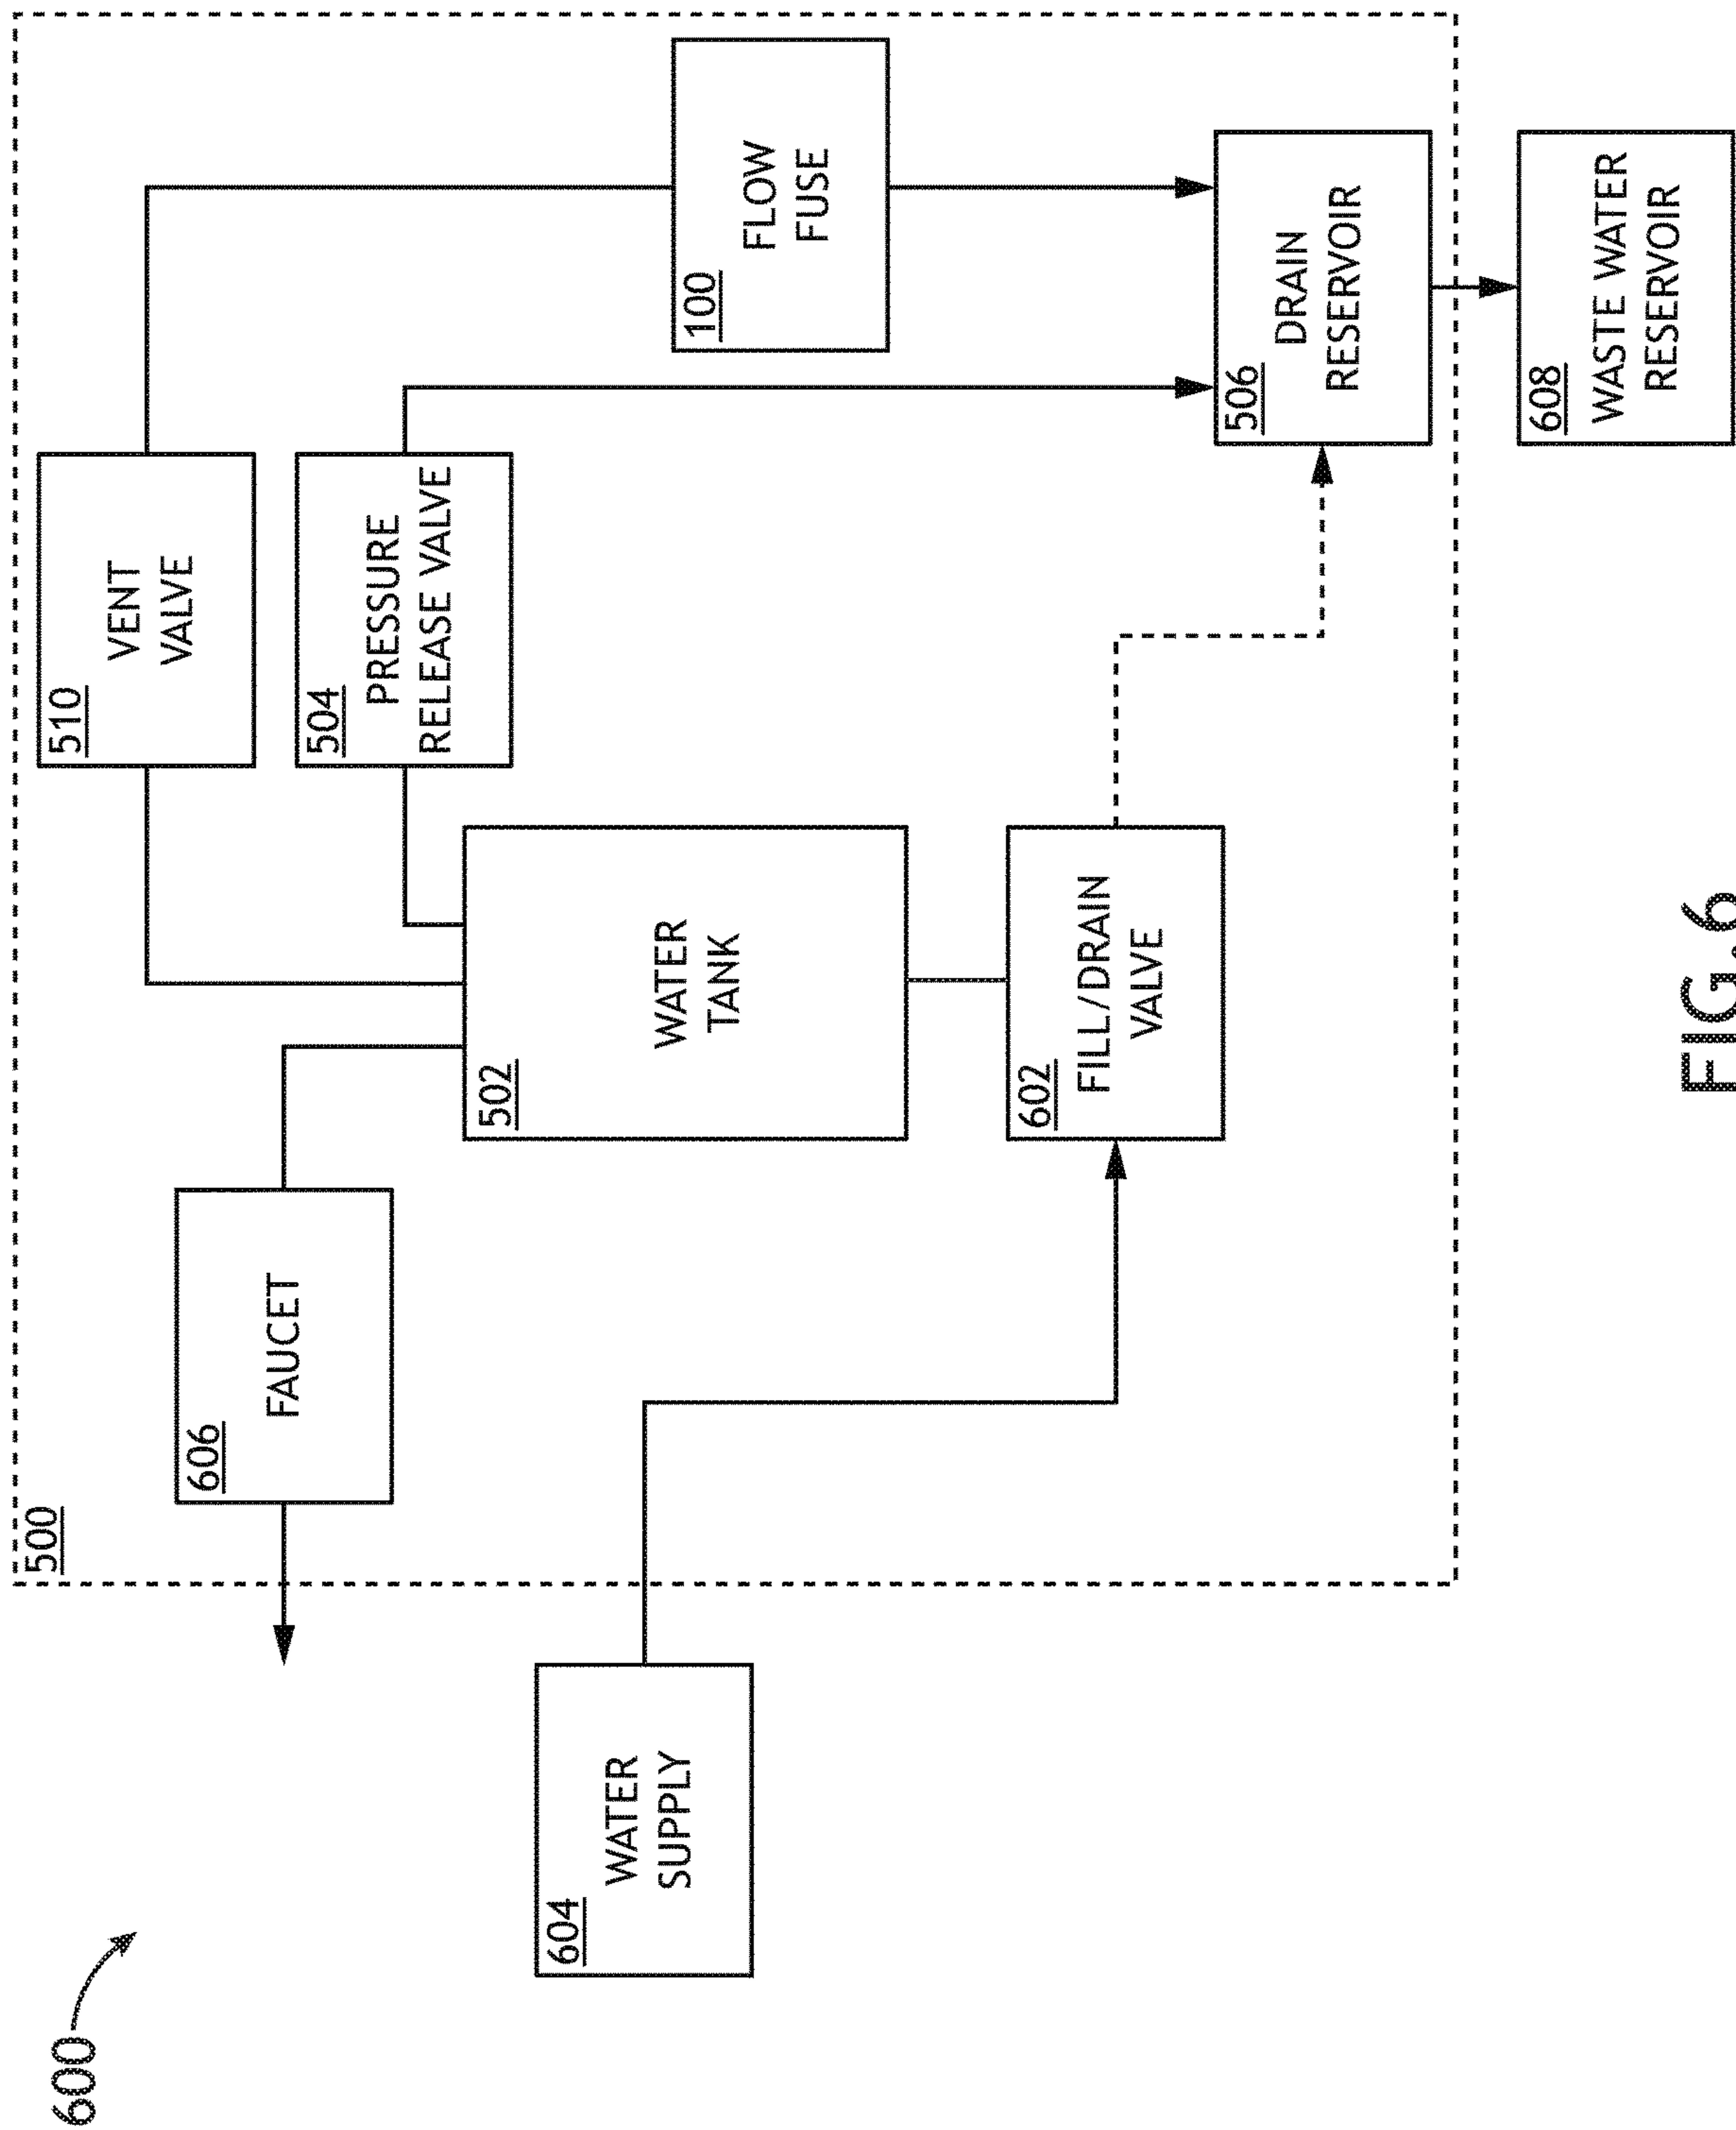 600
500
606
FAUCET
510
VENT
VALVE
504
PRESSURE
RELEASE VALVE
604
WATER
SUPPLY
502
WATER
TANK
100
FLOW
FUSE
602
FILL/DRAIN
VALVE
506
DRAIN
RESERVOIR
608
WASTE WATER
RESERVOIR
FIG.6